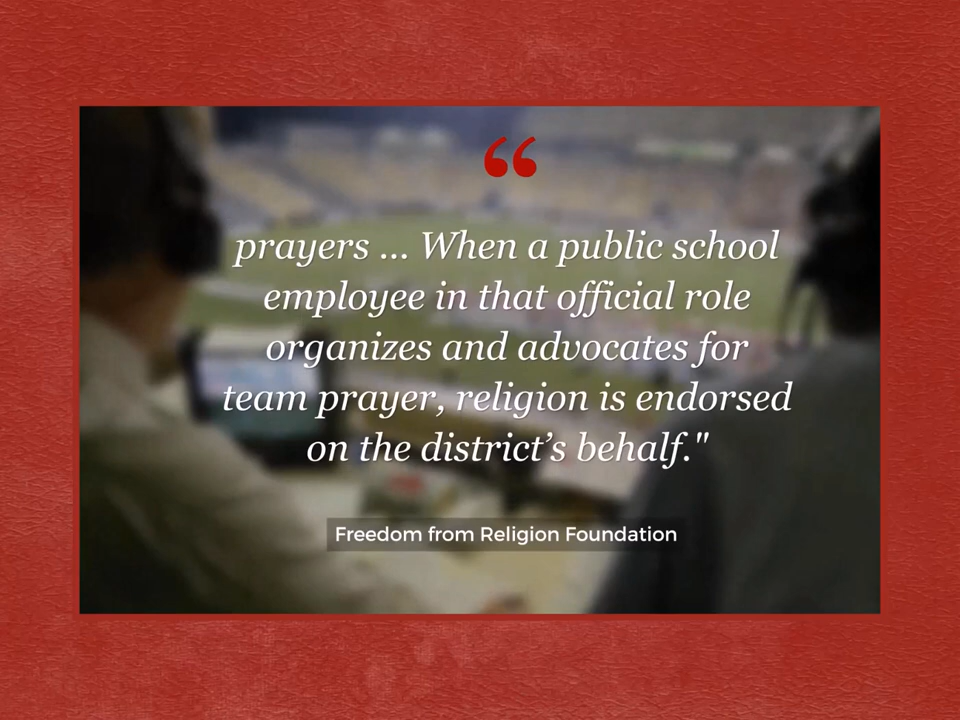 “
prayers ... When a public school
employee in that official role
organizes and advocates for
team prayer, religion is endorsed
on the district’s behalf."
Freedom from Religion Foundation